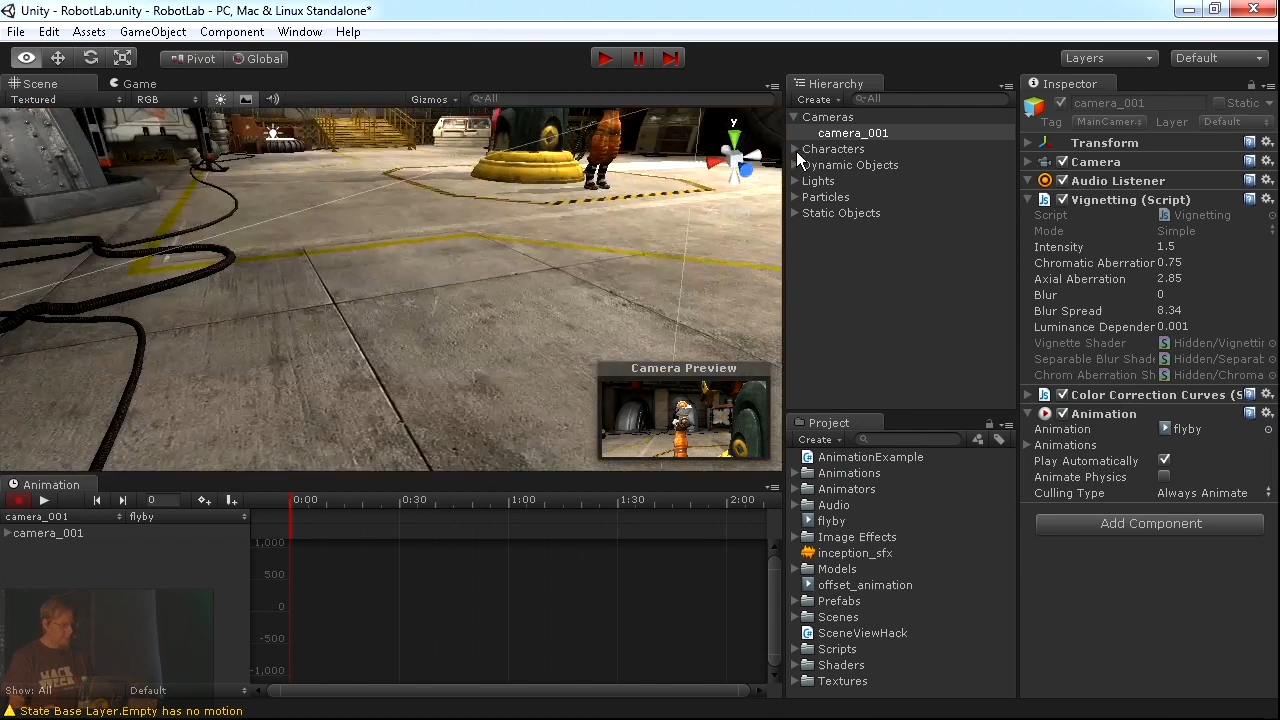 Unity - RobotLab.unity - RobotLab - PC, Mac & Linux Standalone*
File Edit Assets GameObject Component Window Help
Pivot Global Layers Default
Scene Game
Textured RGB Gizmos All
y
Camera Preview
Hierarchy
Create All
Cameras
camera_001
Characters
Dynamic Objects
Lights
Particles
Static Objects
Project
Create
AnimationExample
Animations
Animators
Audio
flyby
Image Effects
inception_sfx
Models
offset_animation
Prefabs
Scenes
SceneViewHack
Scripts
Shaders
Textures
Inspector
camera_001 Static
Tag MainCamer Layer Default
Transform
Camera
Audio Listener
Vignetting (Script)
Script Vignetting
Mode Simple
Intensity 1.5
Chromatic Aberration 0.75
Axial Aberration 2.85
Blur 0
Blur Spread 8.34
Luminance Depender 0.001
Vignette Shader Hidden/Vignettir
Separable Blur Shade Hidden/Separat
Chrom Aberration Sh Hidden/Chroma
Color Correction Curves (S
Animation
Animation flyby
Animations
Play Automatically
Animate Physics
Culling Type Always Animate
Add Component
Animation
0 0:00 0:30 1:00 1:30 2:00
camera_001 flyby
camera_001
1,000
500
0
-500
-1,000
Show: All Default
State Base Layer.Empty has no motion